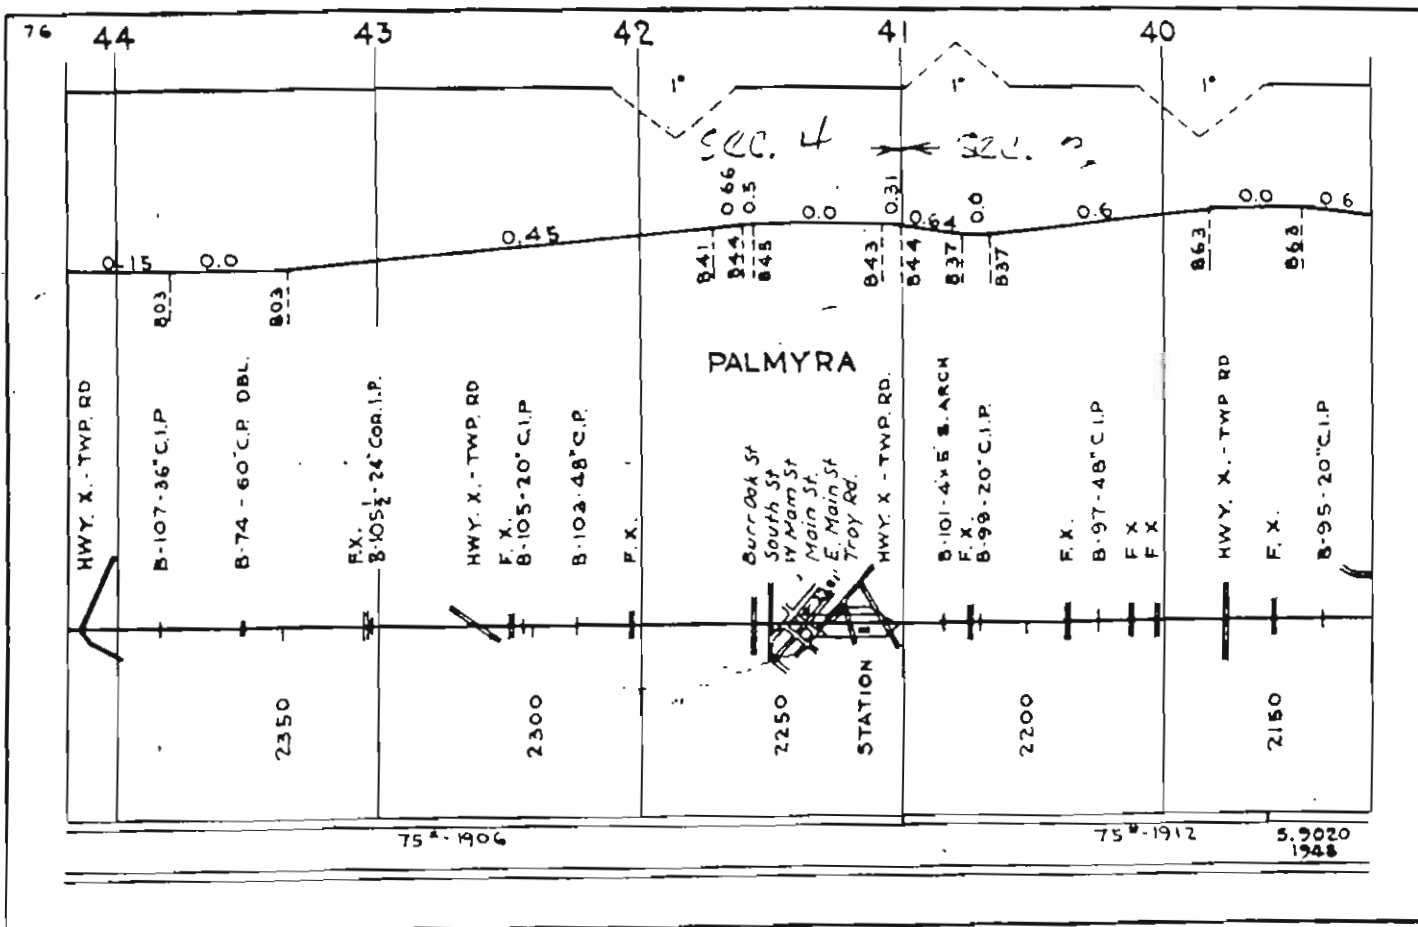 76 44 43 42 41 40
1° 1° 1°
SEC. 4 SEC.
0.15 0.0 0.45 0.66 0.5 0.0 0.31 0.64 0.0 0.6 0.0 0.6
803 803 841 844 845 843 844 837 837 863 863
PALMYRA
HWY. X. - TWP. RD
B-107-36" C.I.P
B-74-60" C.P. DBL.
F.X.
B-105½-24" COR.I.P.
HWY. X. - TWP. RD
F. X.
B-105-20" C.I.P
B-103-48" C.P.
F. X.
Burr Oak St
South St
W Main St
Main St.
E. Main St
Troy Rd.
HWY. X - TWP. RD.
B-101-4x5 S. ARCH
F. X.
B-99-20" C.I.P.
F. X.
B-97-48" C.I.P
F X
F X
HWY. X. - TWP RD
F. X.
B-95-20" C.I.P
2350
2300
2250
STATION
2200
2150
75#-1906 75#-1912 S.9020
1948